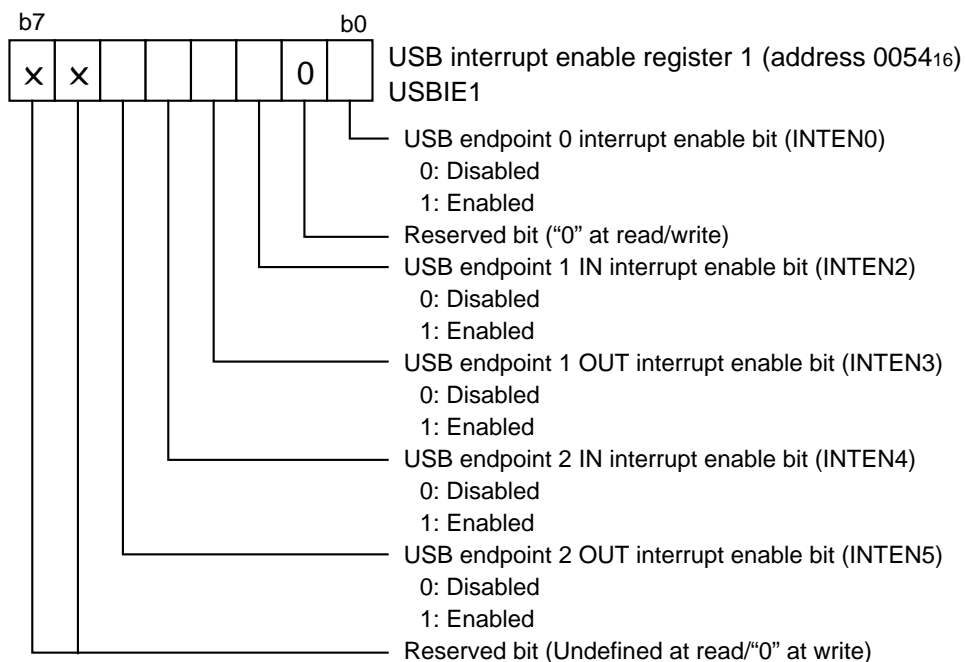 b7 b0
× × 0
USB interrupt enable register 1 (address 0054₁₆)
USBIE1
USB endpoint 0 interrupt enable bit (INTEN0)
0: Disabled
1: Enabled
Reserved bit (“0” at read/write)
USB endpoint 1 IN interrupt enable bit (INTEN2)
0: Disabled
1: Enabled
USB endpoint 1 OUT interrupt enable bit (INTEN3)
0: Disabled
1: Enabled
USB endpoint 2 IN interrupt enable bit (INTEN4)
0: Disabled
1: Enabled
USB endpoint 2 OUT interrupt enable bit (INTEN5)
0: Disabled
1: Enabled
Reserved bit (Undefined at read/“0” at write)